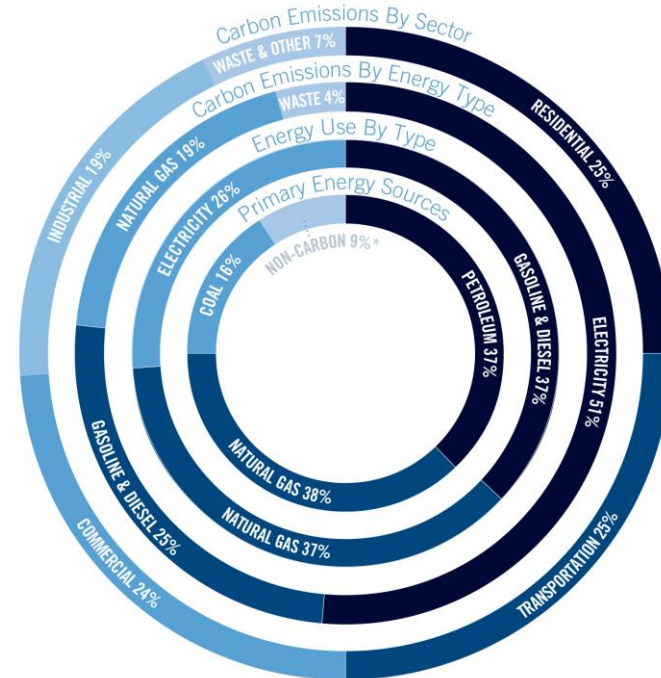 Carbon Emissions By Sector
WASTE & OTHER 7%
RESIDENTIAL 25%
TRANSPORTATION 25%
COMMERCIAL 24%
INDUSTRIAL 19%
Carbon Emissions By Energy Type
WASTE 4%
ELECTRICITY 51%
GASOLINE & DIESEL 25%
NATURAL GAS 19%
Energy Use By Type
GASOLINE & DIESEL 37%
NATURAL GAS 37%
ELECTRICITY 26%
Primary Energy Sources
NON-CARBON 9%*
PETROLEUM 37%
NATURAL GAS 38%
COAL 16%